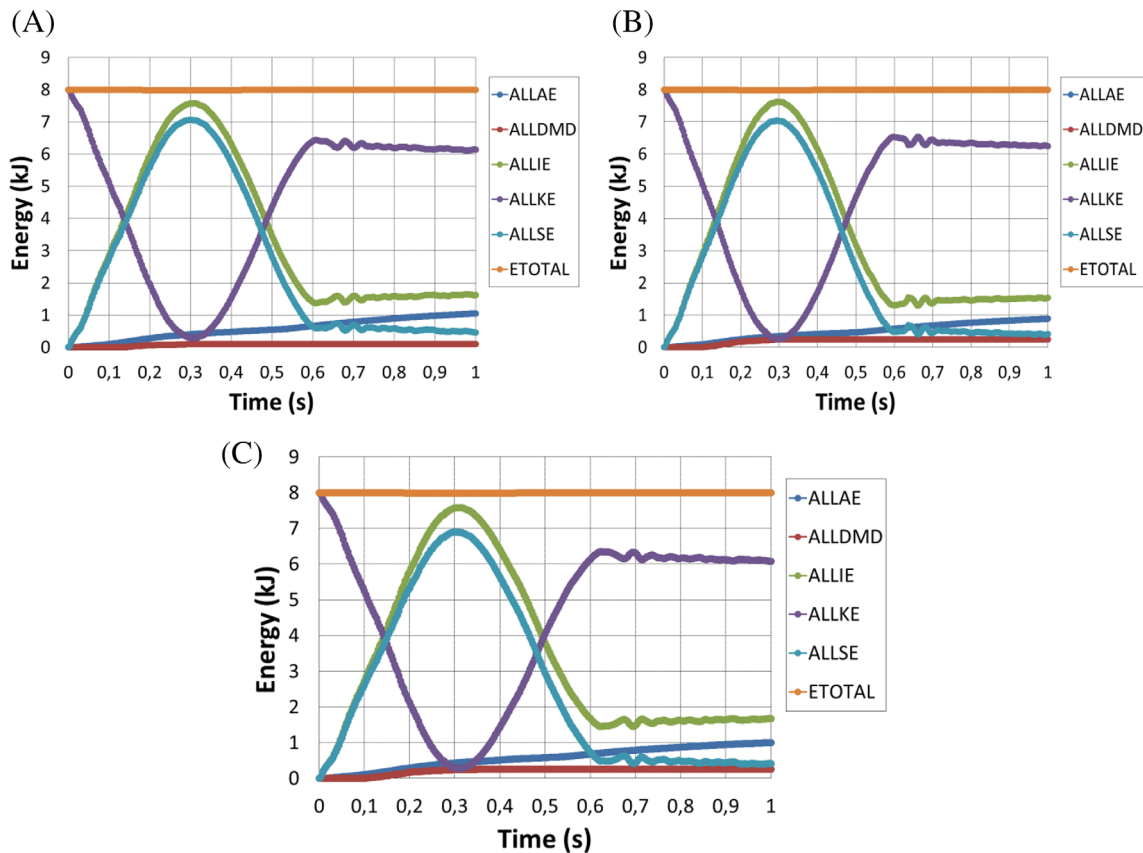 (A)
9
8
7
6
5
4
3
2
1
0
Energy (kJ)
0 0,1 0,2 0,3 0,4 0,5 0,6 0,7 0,8 0,9 1
Time (s)
ALLAE
ALLDMD
ALLIE
ALLKE
ALLSE
ETOTAL
(B)
9
8
7
6
5
4
3
2
1
0
Energy (kJ)
0 0,1 0,2 0,3 0,4 0,5 0,6 0,7 0,8 0,9 1
Time (s)
ALLAE
ALLDMD
ALLIE
ALLKE
ALLSE
ETOTAL
(C)
9
8
7
6
5
4
3
2
1
0
Energy (kJ)
0 0,1 0,2 0,3 0,4 0,5 0,6 0,7 0,8 0,9 1
Time (s)
ALLAE
ALLDMD
ALLIE
ALLKE
ALLSE
ETOTAL